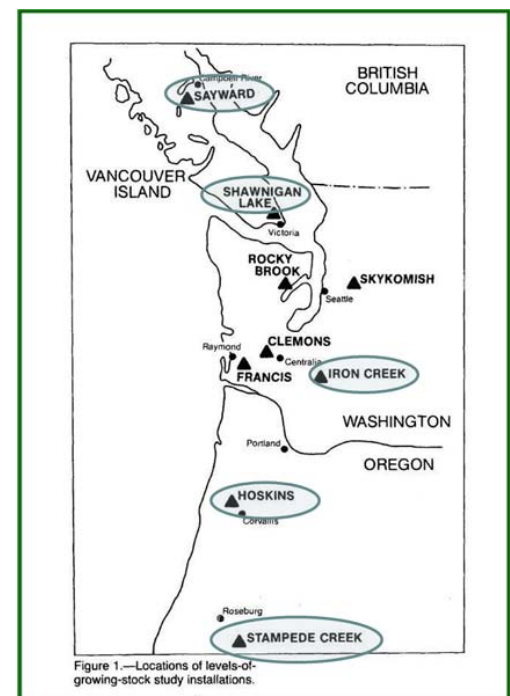 Campbell River
SAYWARD
BRITISH
COLUMBIA
VANCOUVER
ISLAND
SHAWNIGAN
LAKE
Victoria
ROCKY
BROOK
SKYKOMISH
Seattle
CLEMONS
Raymond
Centralia
FRANCIS
IRON CREEK
WASHINGTON
Portland
OREGON
HOSKINS
Corvallis
Roseburg
STAMPEDE CREEK
Figure 1.—Locations of levels-of-
growing-stock study installations.